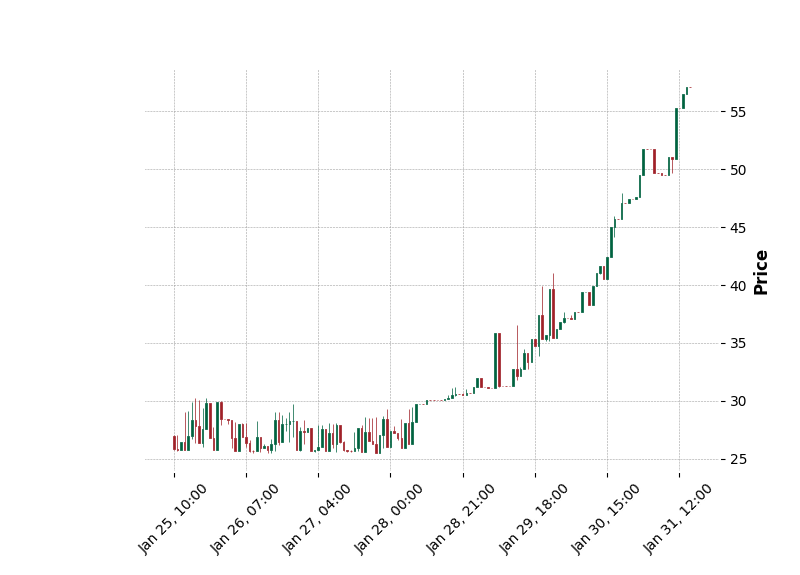 55
50
45
40
35
30
25
Price
Jan 25, 10:00
Jan 26, 07:00
Jan 27, 04:00
Jan 28, 00:00
Jan 28, 21:00
Jan 29, 18:00
Jan 30, 15:00
Jan 31, 12:00